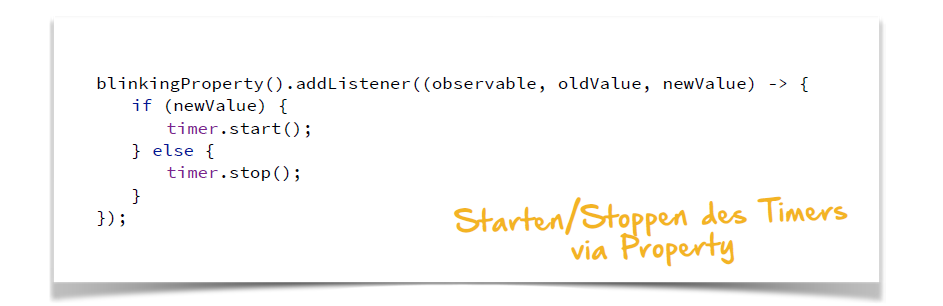 blinkingProperty().addListener((observable, oldValue, newValue) -> {
if (newValue) {
timer.start();
} else {
timer.stop();
}
});
Starten/Stoppen des Timers
via Property